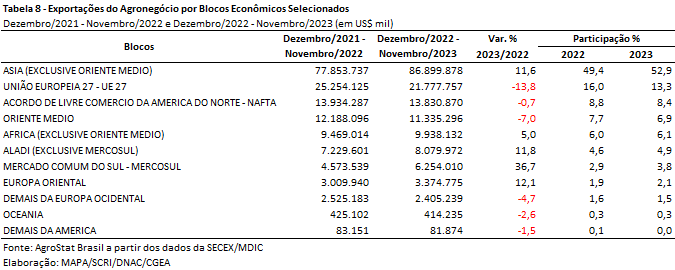 Tabela 8 - Exportações do Agronegócio por Blocos Econômicos Selecionados
Dezembro/2021 - Novembro/2022 e Dezembro/2022 - Novembro/2023 (em US$ mil)
Blocos Dezembro/2021 - Novembro/2022 Dezembro/2022 - Novembro/2023 Var. % 2023/2022 Participação % 2022 2023
ASIA (EXCLUSIVE ORIENTE MEDIO) 77.853.737 86.899.878 11,6 49,4 52,9
UNIÃO EUROPEIA 27 - UE 27 25.254.125 21.777.757 -13,8 16,0 13,3
ACORDO DE LIVRE COMERCIO DA AMERICA DO NORTE - NAFTA 13.934.287 13.830.870 -0,7 8,8 8,4
ORIENTE MEDIO 12.188.096 11.335.296 -7,0 7,7 6,9
AFRICA (EXCLUSIVE ORIENTE MEDIO) 9.469.014 9.938.132 5,0 6,0 6,1
ALADI (EXCLUSIVE MERCOSUL) 7.229.601 8.079.972 11,8 4,6 4,9
MERCADO COMUM DO SUL - MERCOSUL 4.573.539 6.254.010 36,7 2,9 3,8
EUROPA ORIENTAL 3.009.940 3.374.775 12,1 1,9 2,1
DEMAIS DA EUROPA OCIDENTAL 2.525.183 2.405.239 -4,7 1,6 1,5
OCEANIA 425.102 414.235 -2,6 0,3 0,3
DEMAIS DA AMERICA 83.151 81.874 -1,5 0,1 0,0
Fonte: AgroStat Brasil a partir dos dados da SECEX/MDIC
Elaboração: MAPA/SCRI/DNAC/CGEA